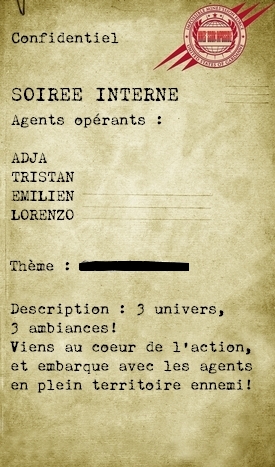 Confidentiel
SOIREE INTERNE
Agents opérants :
ADJA
TRISTAN
EMILIEN
LORENZO
Thème :
Description : 3 univers,
3 ambiances!
Viens au coeur de l'action,
et embarque avec les agents
en plein territoire ennemi!